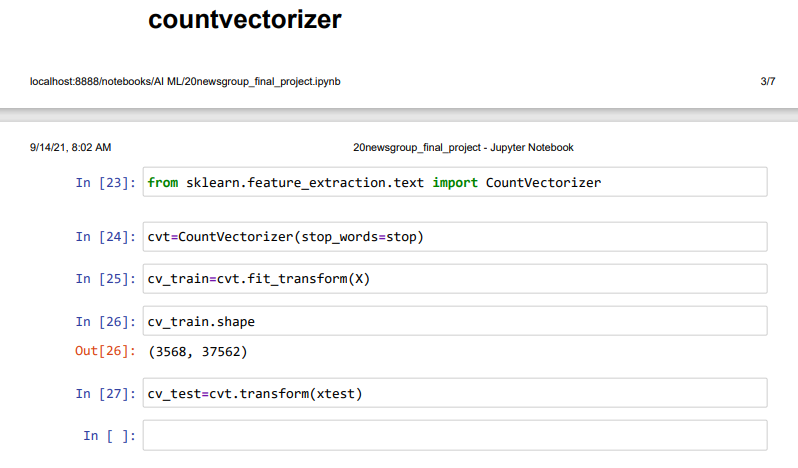 countvectorizer
localhost:8888/notebooks/AI ML/20newsgroup_final_project.ipynb 3/7
9/14/21, 8:02 AM 20newsgroup_final_project - Jupyter Notebook
In [23]: from sklearn.feature_extraction.text import CountVectorizer
In [24]: cvt=CountVectorizer(stop_words=stop)
In [25]: cv_train=cvt.fit_transform(X)
In [26]: cv_train.shape
Out[26]: (3568, 37562)
In [27]: cv_test=cvt.transform(xtest)
In [ ]: